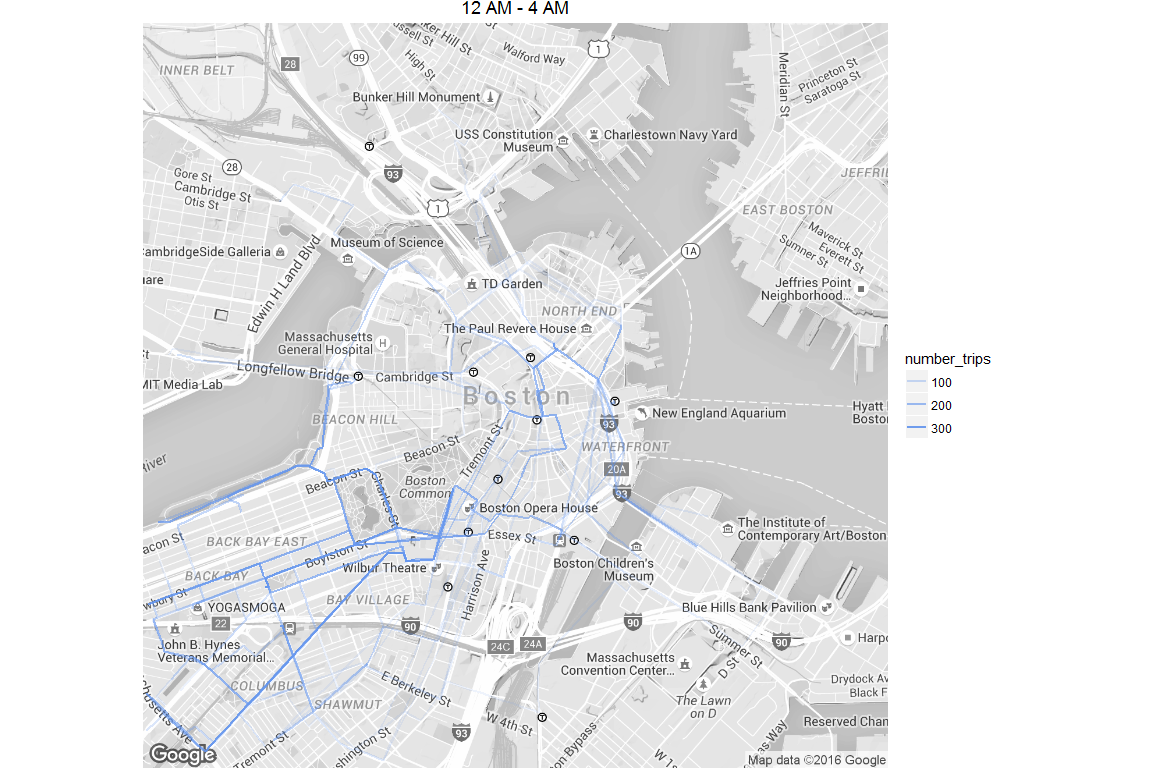 12 AM - 4 AM
ker Hill St
ssell St
99
Walford Way
1
INNER BELT
28
High St
Meridian St
Princeton St
Saratoga St
Bunker Hill Monument
USS Constitution
Museum
Charlestown Navy Yard
28
93
Gore St
Cambridge St
Otis St
1
JEFFRIE
EAST BOSTON
Maverick St
Everett St
Sumner St
CambridgeSide Galleria
Museum of Science
1A
Edwin H Land Blvd
TD Garden
Jeffries Point
Neighborhood...
NORTH END
The Paul Revere House
Massachusetts
General Hospital
H
St
Longfellow Bridge
Cambridge St
MIT Media Lab
Boston
BEACON HILL
New England Aquarium
Hyatt
Boston
93
WATERFRONT
Tremont St
Beacon St
River
20A
Beacon St
Charles St
Boston
Common
93
Boston Opera House
The Institute of
Contemporary Art/Boston
Essex St
acon St
BACK BAY EAST
Boylston St
Wilbur Theatre
Boston Children's
Museum
BACK BAY
Harrison Ave
wbury St
YOGASMOGA
BAY VILLAGE
Blue Hills Bank Pavilion
22
90
90
90
John B. Hynes
Veterans Memorial...
24C
24A
Summer St
Harpo
Massachusetts
Convention Center...
D St
COLUMBUS
E Berkeley St
Drydock Av
Black F
SHAWMUT
The Lawn
on D
W 4th St
Reserved Chan
chusetts Ave
Tremont St
shington St
93
Bypass
W 1
as Way
Google
Map data ©2016 Google
number_trips
100
200
300